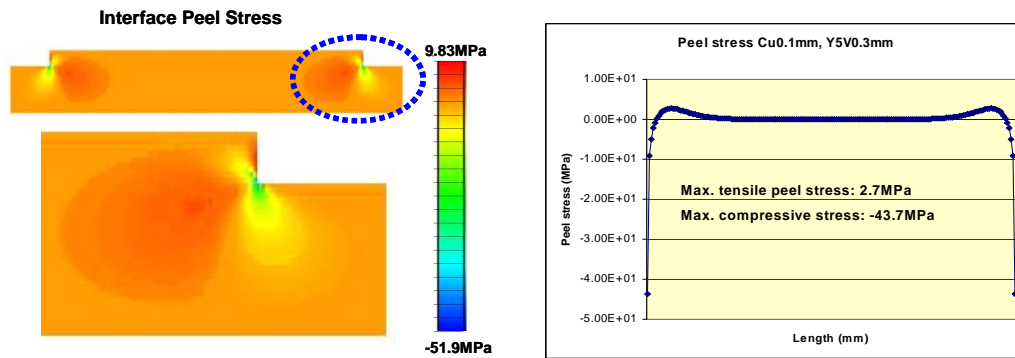 Interface Peel Stress
9.83MPa
-51.9MPa
Peel stress Cu0.1mm, Y5V0.3mm
1.00E+01
0.00E+00
-1.00E+01
-2.00E+01
-3.00E+01
-4.00E+01
-5.00E+01
Peel stress (MPa)
Max. tensile peel stress: 2.7MPa
Max. compressive stress: -43.7MPa
Length (mm)